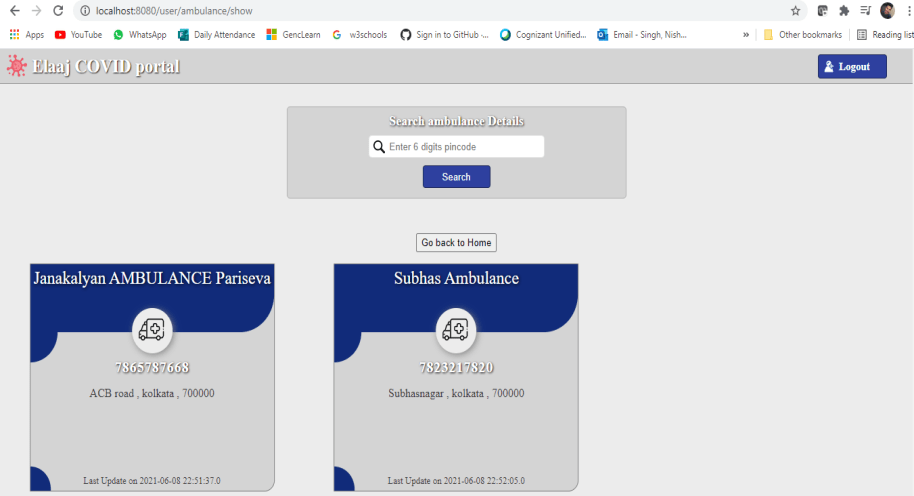 localhost:8080/user/ambulance/show
Apps YouTube WhatsApp Daily Attendance GencLearn w3schools Sign in to GitHub ·... Cognizant Unified... Email - Singh, Nish... » Other bookmarks Reading list
Elaaj COVID portal Logout
Search ambulance Details
Enter 6 digits pincode
Search
Go back to Home
Janakalyan AMBULANCE Pariseva
7865787668
ACB road , kolkata , 700000
Last Update on 2021-06-08 22:51:37.0
Subhas Ambulance
7823217820
Subhasnagar , kolkata , 700000
Last Update on 2021-06-08 22:52:05.0